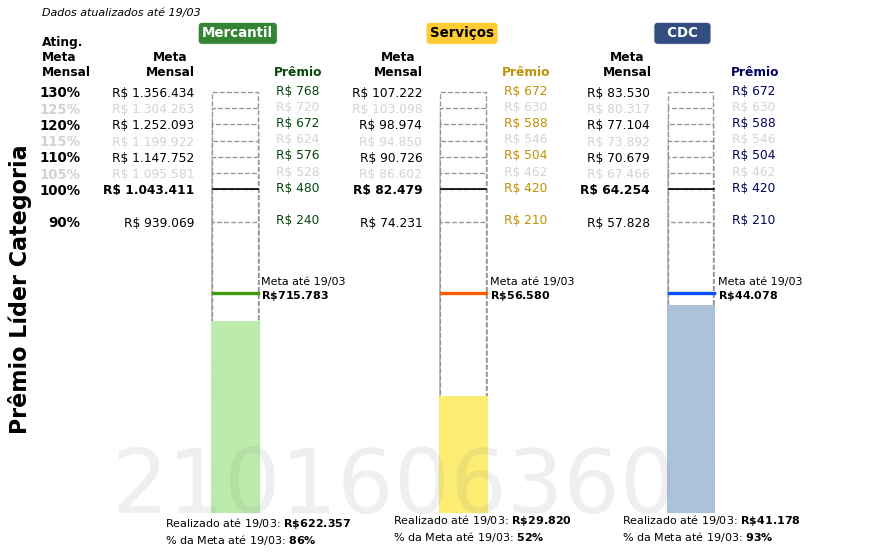 Dados atualizados até 19/03
Mercantil
Serviços
CDC
Ating.
Meta
Mensal
Meta
Mensal
Prêmio
Meta
Mensal
Prêmio
Meta
Mensal
Prêmio
130% R$ 1.356.434 R$ 768 R$ 107.222 R$ 672 R$ 83.530 R$ 672
125% R$ 1.304.263 R$ 720 R$ 103.098 R$ 630 R$ 80.317 R$ 630
120% R$ 1.252.093 R$ 672 R$ 98.974 R$ 588 R$ 77.104 R$ 588
115% R$ 1.199.922 R$ 624 R$ 94.850 R$ 546 R$ 73.892 R$ 546
110% R$ 1.147.752 R$ 576 R$ 90.726 R$ 504 R$ 70.679 R$ 504
105% R$ 1.095.581 R$ 528 R$ 86.602 R$ 462 R$ 67.466 R$ 462
100% R$ 1.043.411 R$ 480 R$ 82.479 R$ 420 R$ 64.254 R$ 420
90% R$ 939.069 R$ 240 R$ 74.231 R$ 210 R$ 57.828 R$ 210
Prêmio Líder Categoria
Meta até 19/03
R$715.783
Meta até 19/03
R$56.580
Meta até 19/03
R$44.078
2101606360
Realizado até 19/03: R$622.357
% da Meta até 19/03: 86%
Realizado até 19/03: R$29.820
% da Meta até 19/03: 52%
Realizado até 19/03: R$41.178
% da Meta até 19/03: 93%